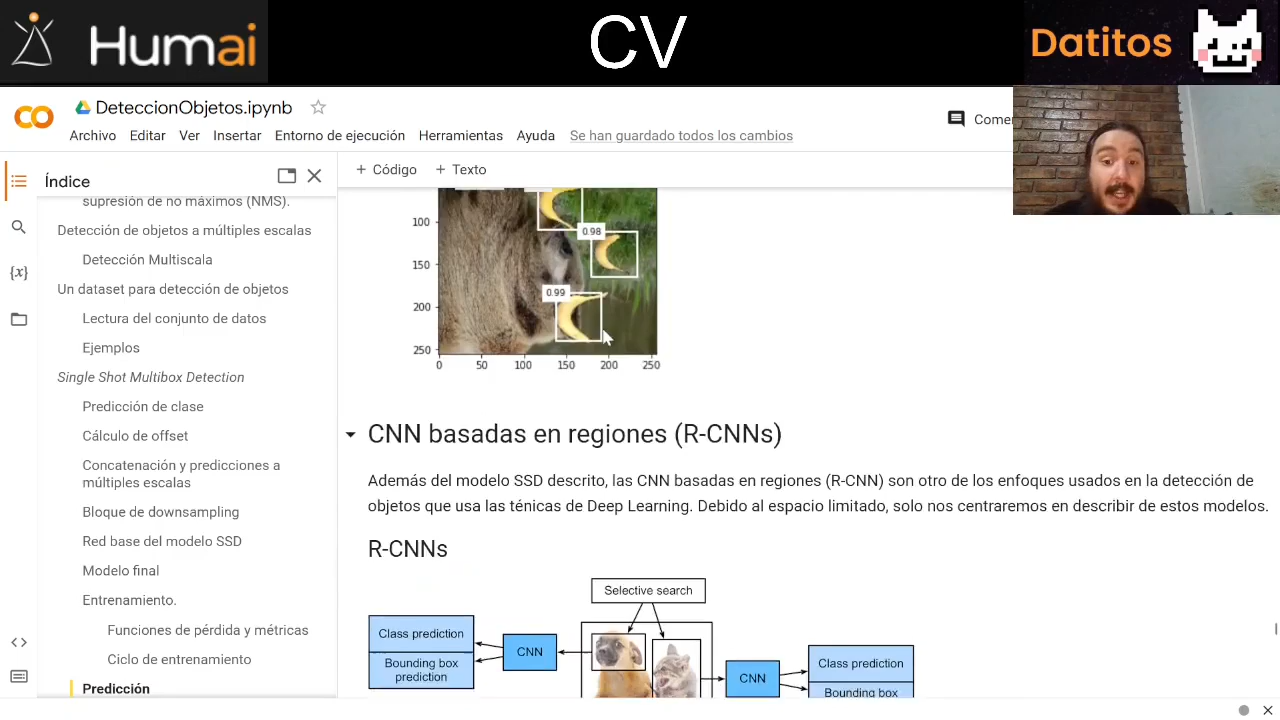 Humai
CV
Datitos
DeteccionObjetos.ipynb
Archivo Editar Ver Insertar Entorno de ejecución Herramientas Ayuda Se han guardado todos los cambios
Comen
+ Código + Texto
Índice
supresión de no máximos (NMS).
Detección de objetos a múltiples escalas
Detección Multiscala
Un dataset para detección de objetos
Lectura del conjunto de datos
Ejemplos
Single Shot Multibox Detection
Predicción de clase
Cálculo de offset
Concatenación y predicciones a
múltiples escalas
Bloque de downsampling
Red base del modelo SSD
Modelo final
Entrenamiento.
Funciones de pérdida y métricas
Ciclo de entrenamiento
Predicción
100
150
200
250
0.98
0.99
0 50 100 150 200 250
CNN basadas en regiones (R-CNNs)
Además del modelo SSD descrito, las CNN basadas en regiones (R-CNN) son otro de los enfoques usados en la detección de
objetos que usa las ténicas de Deep Learning. Debido al espacio limitado, solo nos centraremos en describir de estos modelos.
R-CNNs
Selective search
Class prediction
Bounding box
prediction
CNN
CNN
Class prediction
Bounding box